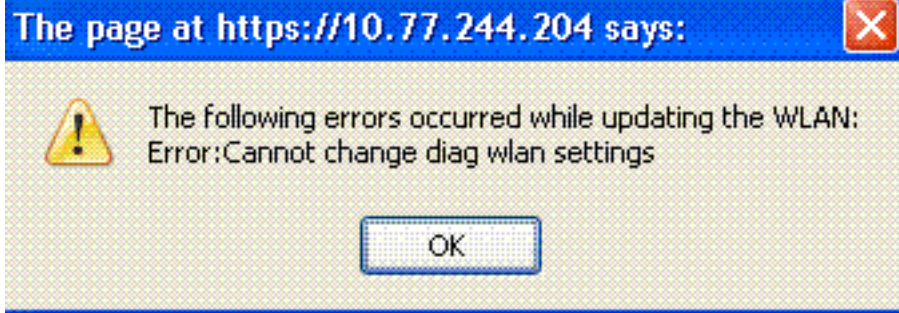 The page at https://10.77.244.204 says:
The following errors occurred while updating the WLAN:
Error:Cannot change diag wlan settings
OK